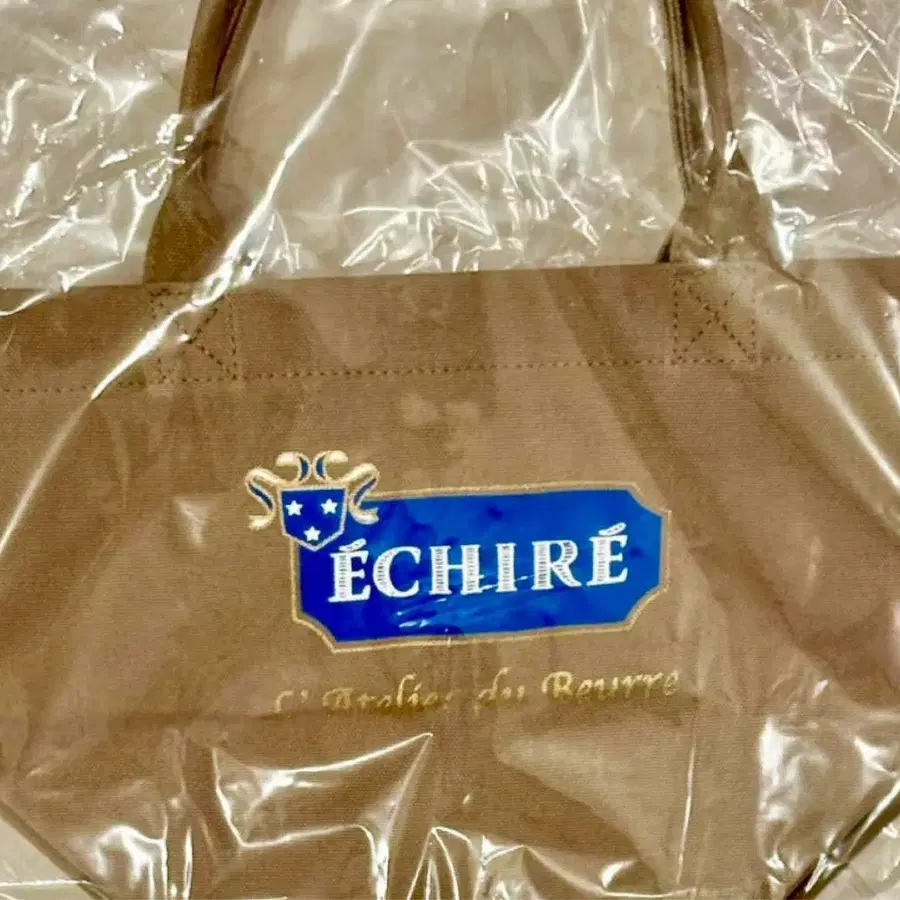 ÉCHIRÉ
L' Atelier du Beurre